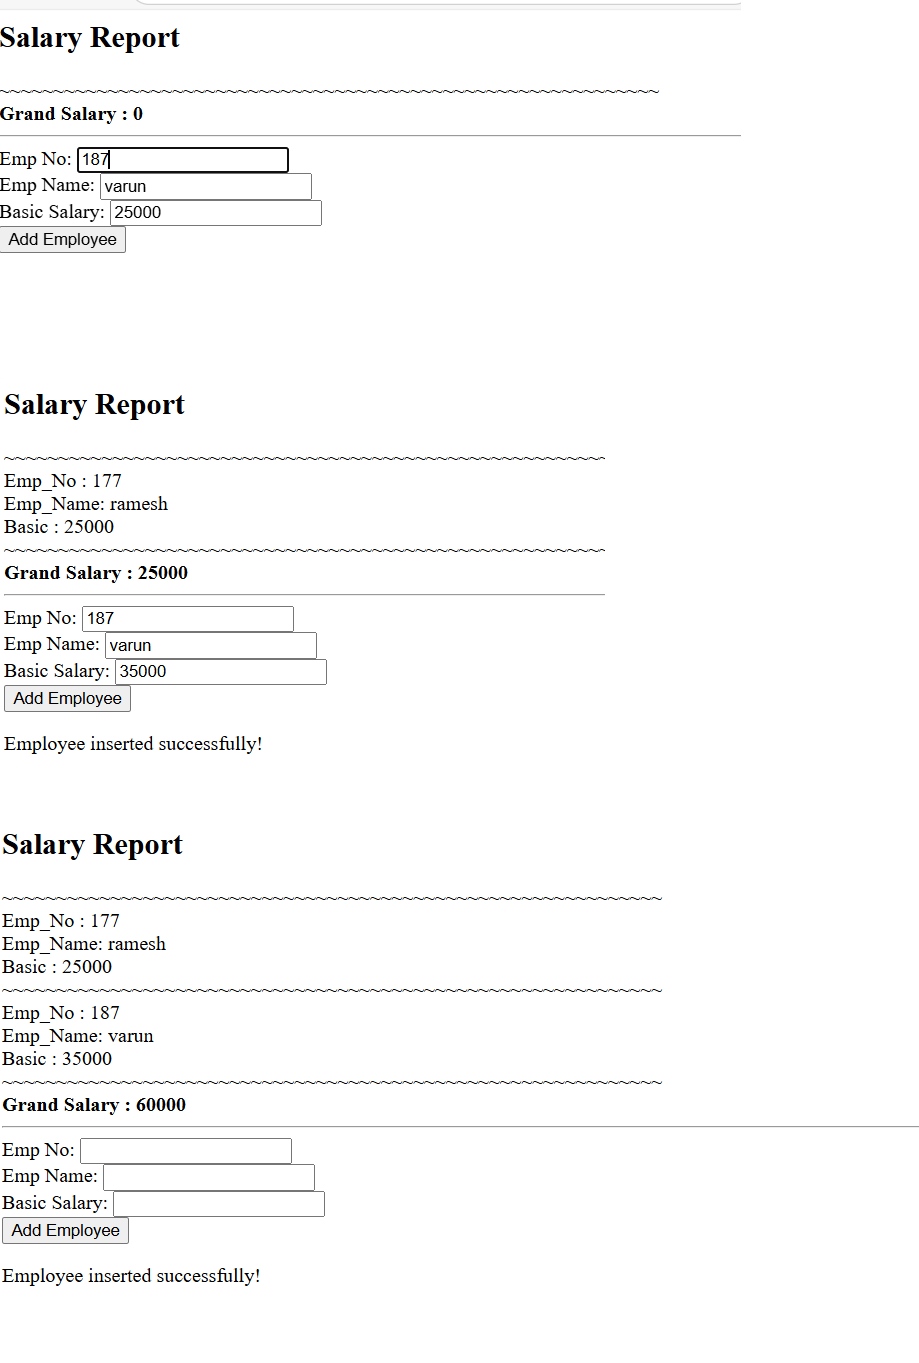 Salary Report
~~~~~~~~~~~~~~~~~~~~~~~~~~~~~~~~~~~~~~~~~~~~~~~~~~~~~~~~~~~~~
Grand Salary : 0
Emp No: 187
Emp Name: varun
Basic Salary: 25000
Add Employee
Salary Report
~~~~~~~~~~~~~~~~~~~~~~~~~~~~~~~~~~~~~~~~~~~~~~~~~~~~~~~~
Emp_No : 177
Emp_Name: ramesh
Basic : 25000
~~~~~~~~~~~~~~~~~~~~~~~~~~~~~~~~~~~~~~~~~~~~~~~~~~~~~~~~
Grand Salary : 25000
Emp No: 187
Emp Name: varun
Basic Salary: 35000
Add Employee
Employee inserted successfully!
Salary Report
~~~~~~~~~~~~~~~~~~~~~~~~~~~~~~~~~~~~~~~~~~~~~~~~~~~~~~~~~~~~~
Emp_No : 177
Emp_Name: ramesh
Basic : 25000
~~~~~~~~~~~~~~~~~~~~~~~~~~~~~~~~~~~~~~~~~~~~~~~~~~~~~~~~~~~~~
Emp_No : 187
Emp_Name: varun
Basic : 35000
~~~~~~~~~~~~~~~~~~~~~~~~~~~~~~~~~~~~~~~~~~~~~~~~~~~~~~~~~~~~~
Grand Salary : 60000
Emp No:
Emp Name:
Basic Salary:
Add Employee
Employee inserted successfully!